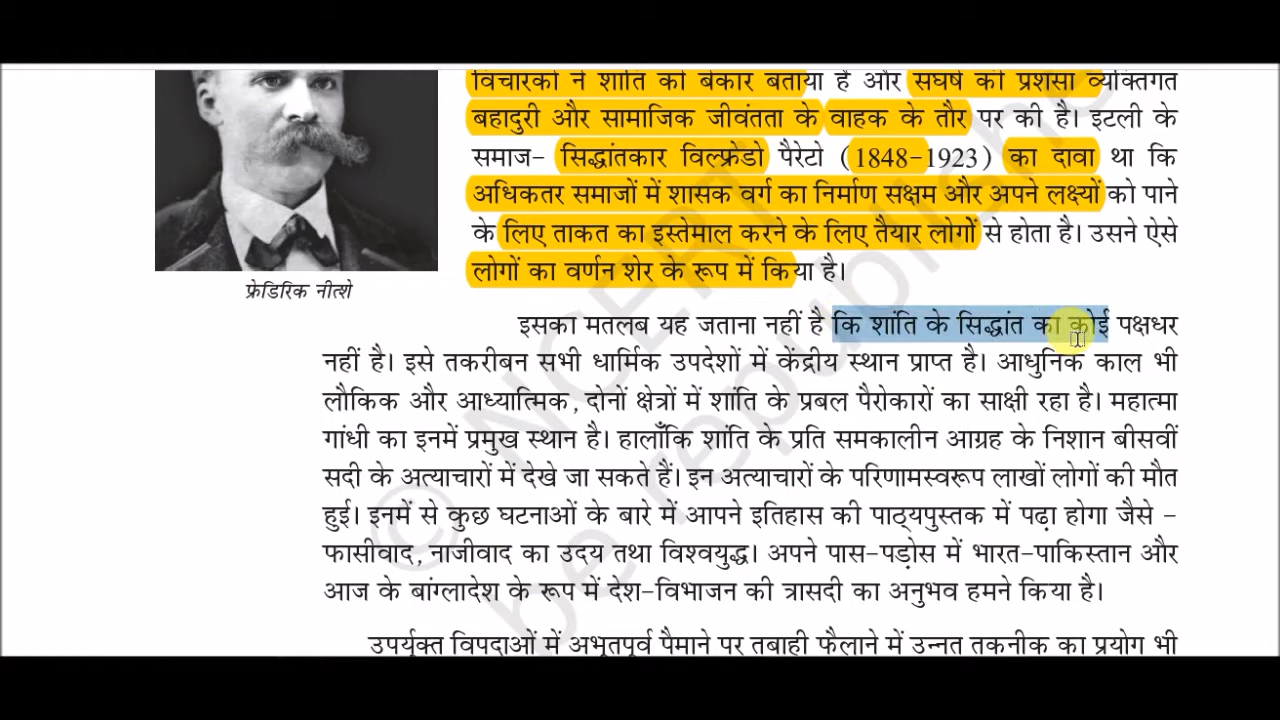 विचारकों ने शांति को बेकार बताया है और संघर्ष की प्रशंसा व्यक्तिगत
बहादुरी और सामाजिक जीवंतता के वाहक के तौर पर की है। इटली के
समाज- सिद्धांतकार विल्फ्रेडो पैरेटो (1848-1923) का दावा था कि
अधिकतर समाजों में शासक वर्ग का निर्माण सक्षम और अपने लक्ष्यों को पाने
के लिए ताकत का इस्तेमाल करने के लिए तैयार लोगों से होता है। उसने ऐसे
लोगों का वर्णन शेर के रूप में किया है।
फ्रेडिरिक नीत्शे
इसका मतलब यह जताना नहीं है कि शांति के सिद्धांत का कोई पक्षधर
नहीं है। इसे तकरीबन सभी धार्मिक उपदेशों में केंद्रीय स्थान प्राप्त है। आधुनिक काल भी
लौकिक और आध्यात्मिक, दोनों क्षेत्रों में शांति के प्रबल पैरोकारों का साक्षी रहा है। महात्मा
गांधी का इनमें प्रमुख स्थान है। हालाँकि शांति के प्रति समकालीन आग्रह के निशान बीसवीं
सदी के अत्याचारों में देखे जा सकते हैं। इन अत्याचारों के परिणामस्वरूप लाखों लोगों की मौत
हुई। इनमें से कुछ घटनाओं के बारे में आपने इतिहास की पाठ्यपुस्तक में पढ़ा होगा जैसे -
फासीवाद, नाजीवाद का उदय तथा विश्वयुद्ध। अपने पास-पड़ोस में भारत-पाकिस्तान और
आज के बांग्लादेश के रूप में देश-विभाजन की त्रासदी का अनुभव हमने किया है।
उपर्युक्त विपदाओं में अभूतपूर्व पैमाने पर तबाही फैलाने में उन्नत तकनीक का प्रयोग भी
© NCERT
be republished